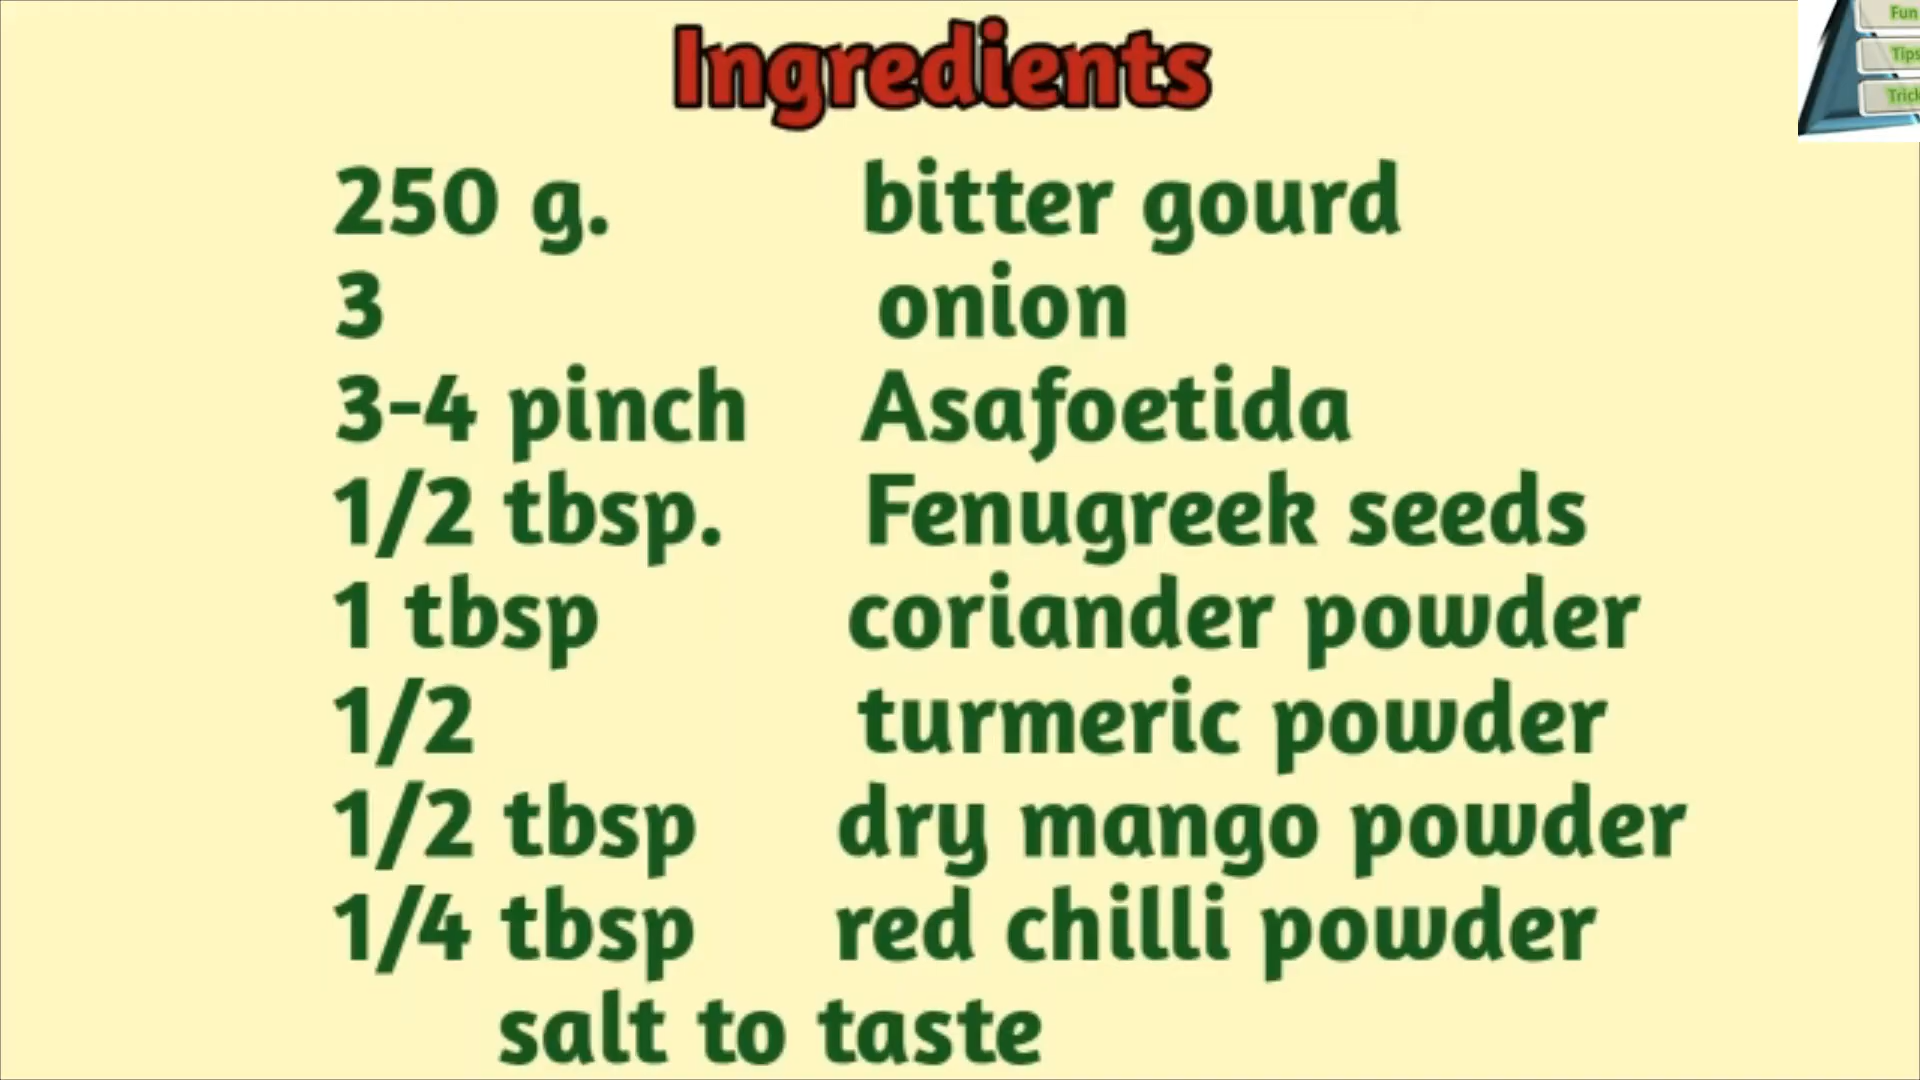 Ingredients
250 g. bitter gourd
3 onion
3-4 pinch Asafoetida
1/2 tbsp. Fenugreek seeds
1 tbsp coriander powder
1/2 turmeric powder
1/2 tbsp dry mango powder
1/4 tbsp red chilli powder
salt to taste
Fun
Tips